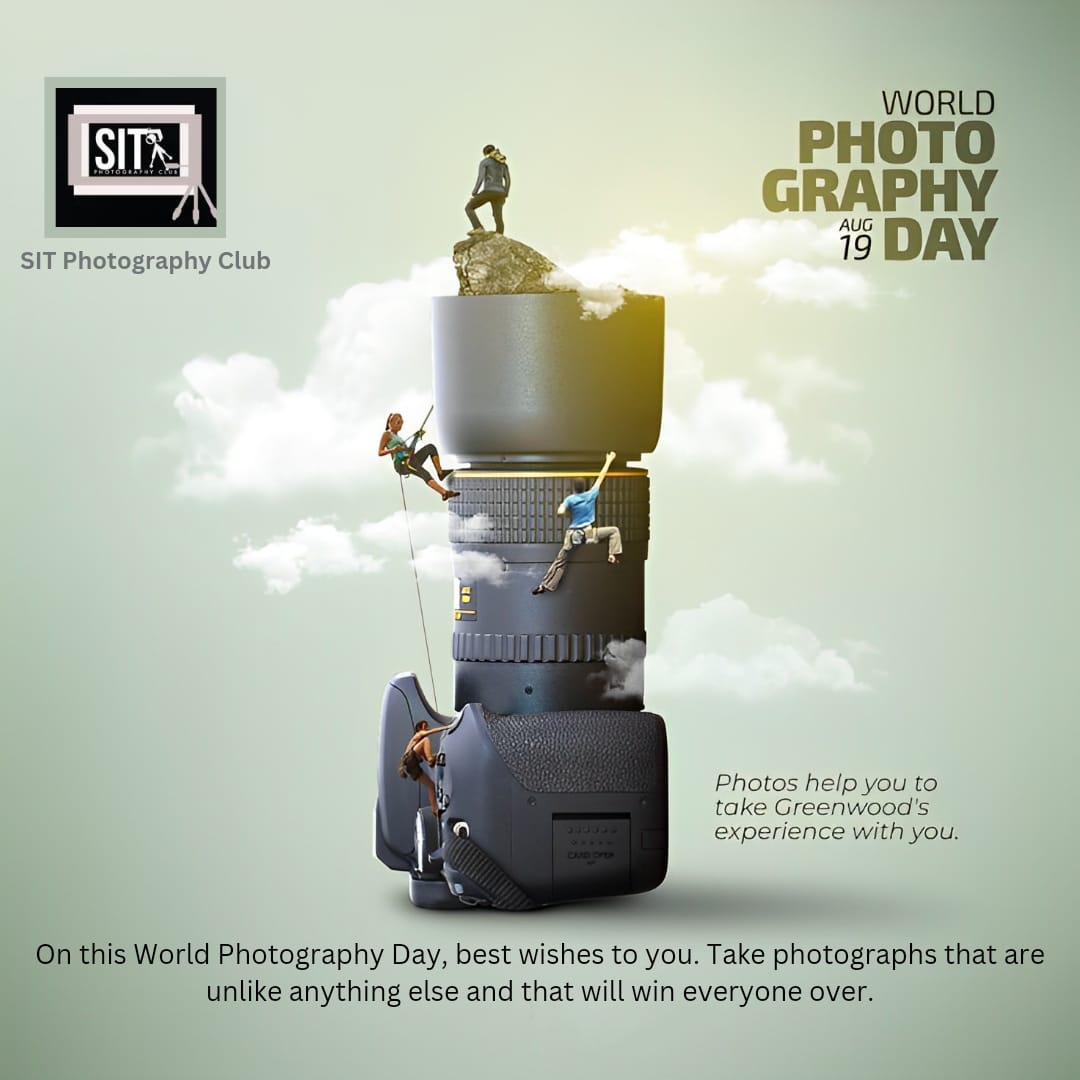 SIT
PHOTOGRAPHY CLUB
SIT Photography Club
WORLD
PHOTO
GRAPHY
AUG
19 DAY
CARD OPEN
Photos help you to
take Greenwood's
experience with you.
On this World Photography Day, best wishes to you. Take photographs that are
unlike anything else and that will win everyone over.